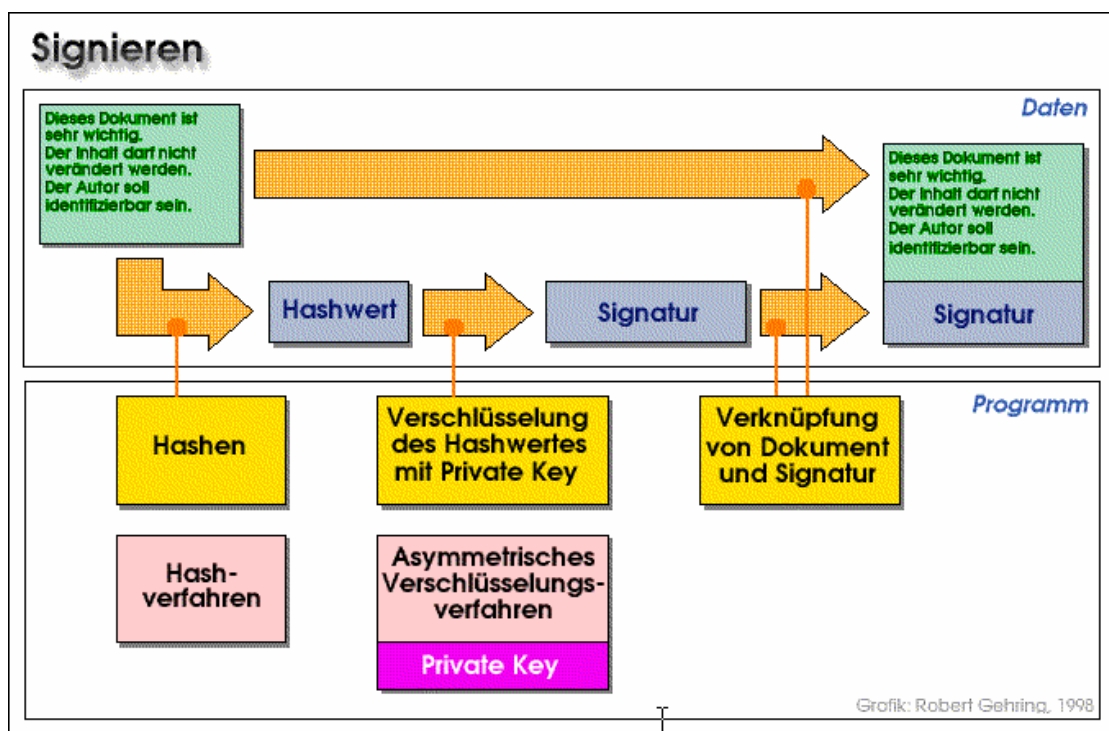 Signieren
Daten
Dieses Dokument ist
sehr wichtig.
Der Inhalt darf nicht
verändert werden.
Der Autor soll
identifizierbar sein.
Dieses Dokument ist
sehr wichtig.
Der Inhalt darf nicht
verändert werden.
Der Autor soll
identifizierbar sein.
Hashwert
Signatur
Signatur
Programm
Hashen
Verschlüsselung
des Hashwertes
mit Private Key
Verknüpfung
von Dokument
und Signatur
Hash-
verfahren
Asymmetrisches
Verschlüsselungs-
verfahren
Private Key
Grafik: Robert Gehring, 1998